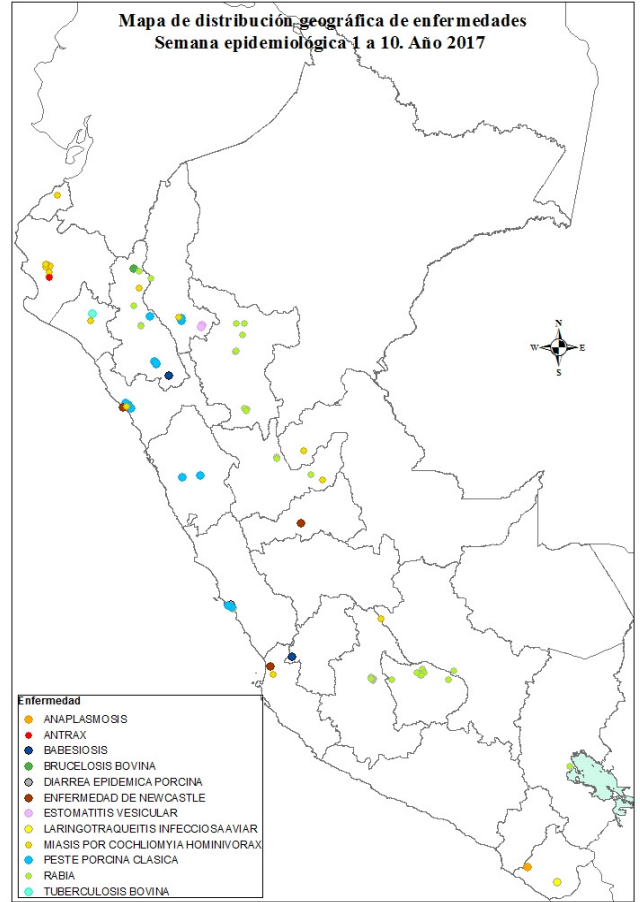 Mapa de distribución geográfica de enfermedades
Semana epidemiológica 1 a 10. Año 2017
N
W E
S
Enfermedad
ANAPLASMOSIS
ANTRAX
BABESIOSIS
BRUCELOSIS BOVINA
DIARREA EPIDEMICA PORCINA
ENFERMEDAD DE NEWCASTLE
ESTOMATITIS VESICULAR
LARINGOTRAQUEITIS INFECCIOSA AVIAR
MIASIS POR COCHLIOMYIA HOMINIVORAX
PESTE PORCINA CLASICA
RABIA
TUBERCULOSIS BOVINA